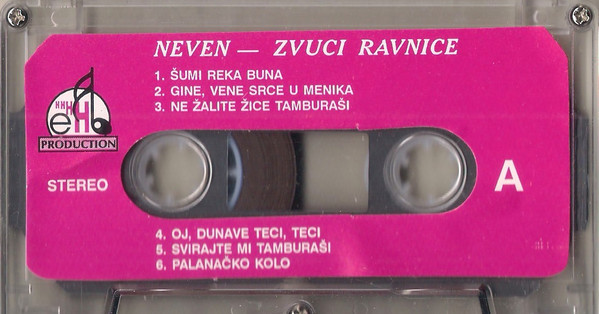 NEVEN — ZVUCI RAVNICE
1. ŠUMI REKA BUNA
2. GINE, VENE SRCE U MENIKA
3. NE ŽALITE ŽICE TAMBURAŠI
PRODUCTION
STEREO
A
4. OJ, DUNAVE TECI, TECI
5. SVIRAJTE MI TAMBURAŠI
6. PALANAČKO KOLO